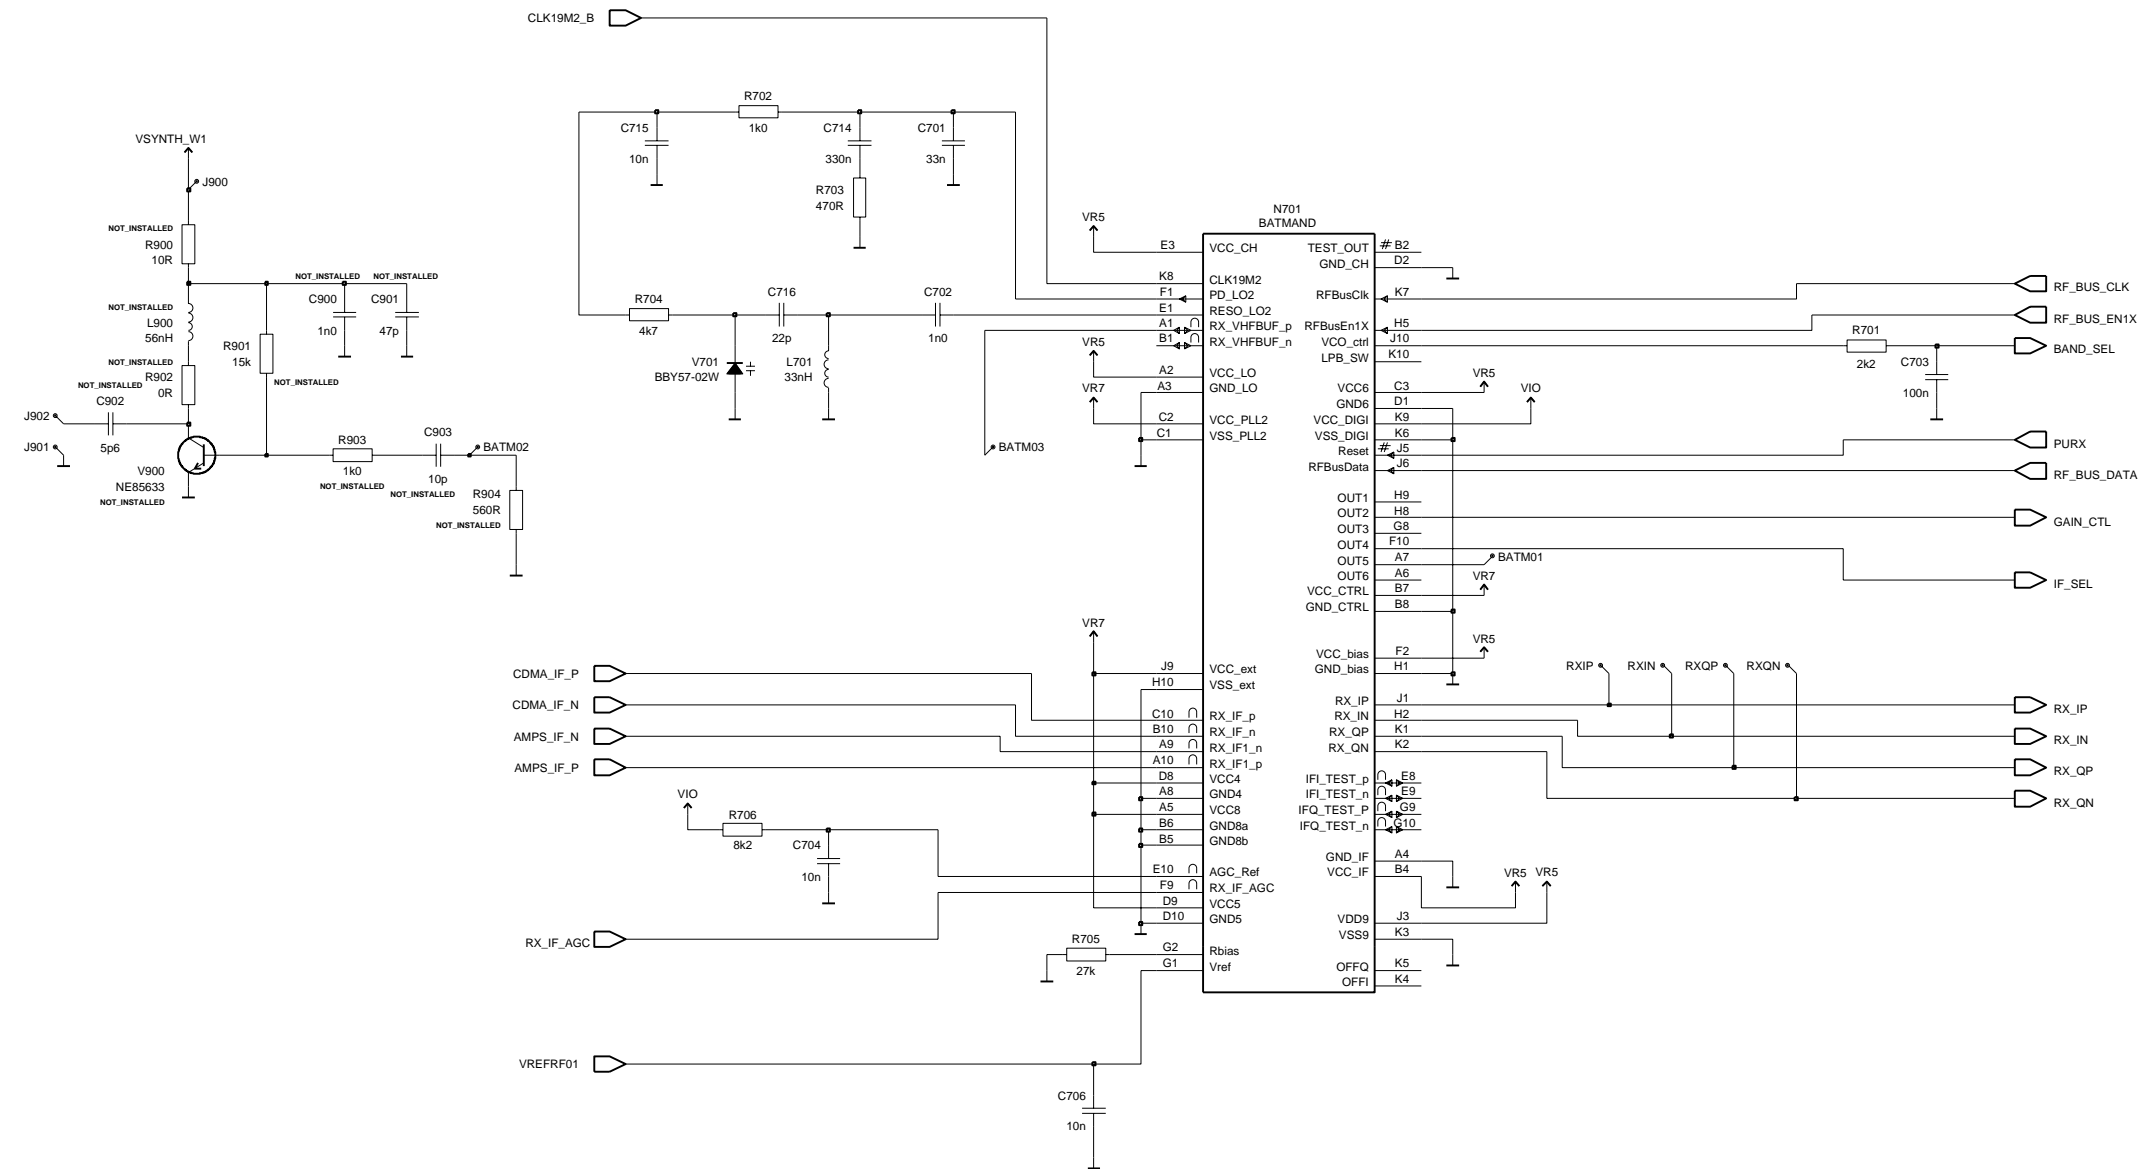 CLK19M2_B
VSYNTH_W1
J900
NOT_INSTALLED
R900
10R
NOT_INSTALLED
C900
1n0
NOT_INSTALLED
C901
47p
NOT_INSTALLED
L900
56nH
R901
15k
NOT_INSTALLED
NOT_INSTALLED
R902
0R
NOT_INSTALLED
C902
5p6
J902
J901
V900
NE85633
NOT_INSTALLED
R903
1k0
NOT_INSTALLED
C903
10p
NOT_INSTALLED
BATM02
R904
560R
NOT_INSTALLED
C715
10n
R702
1k0
C714
330n
C701
33n
R703
470R
R704
4k7
C716
22p
C702
1n0
V701
BBY57-02W
L701
33nH
BATM03
N701
BATMAND
VR5
E3 VCC_CH
K8 CLK19M2
F1 PD_LO2
E1 RESO_LO2
A1 RX_VHFBUF_p
B1 RX_VHFBUF_n
VR5
A2 VCC_LO
A3 GND_LO
VR7
C2 VCC_PLL2
C1 VSS_PLL2
VR7
J9 VCC_ext
H10 VSS_ext
C10 RX_IF_p
B10 RX_IF_n
A9 RX_IF1_n
A10 RX_IF1_p
D8 VCC4
A8 GND4
A5 VCC8
B6 GND8a
B5 GND8b
E10 AGC_Ref
F9 RX_IF_AGC
D9 VCC5
D10 GND5
G2 Rbias
G1 Vref
CDMA_IF_P
CDMA_IF_N
AMPS_IF_N
AMPS_IF_P
VIO
R706
8k2
C704
10n
RX_IF_AGC
R705
27k
VREFRF01
C706
10n
TEST_OUT # B2
GND_CH D2
RFBusClk K7
RFBusEn1X H5
VCO_ctrl J10
LPB_SW K10
VCC6 C3
VR5
GND6 D1
VCC_DIGI K9
VIO
VSS_DIGI K6
Reset # J5
RFBusData J6
OUT1 H9
OUT2 H8
OUT3 G8
OUT4 F10
OUT5 A7
BATM01
OUT6 A6
VCC_CTRL B7
VR7
GND_CTRL B8
VCC_bias F2
VR5
GND_bias H1
RX_IP J1
RX_IN H2
RX_QP K1
RX_QN K2
IFI_TEST_p E8
IFI_TEST_n E9
IFQ_TEST_P G9
IFQ_TEST_n G10
GND_IF A4
VCC_IF B4
VR5 VR5
VDD9 J3
VSS9 K3
OFFQ K5
OFFI K4
RXIP RXIN RXQP RXQN
R701
2k2
C703
100n
RF_BUS_CLK
RF_BUS_EN1X
BAND_SEL
PURX
RF_BUS_DATA
GAIN_CTL
IF_SEL
RX_IP
RX_IN
RX_QP
RX_QN